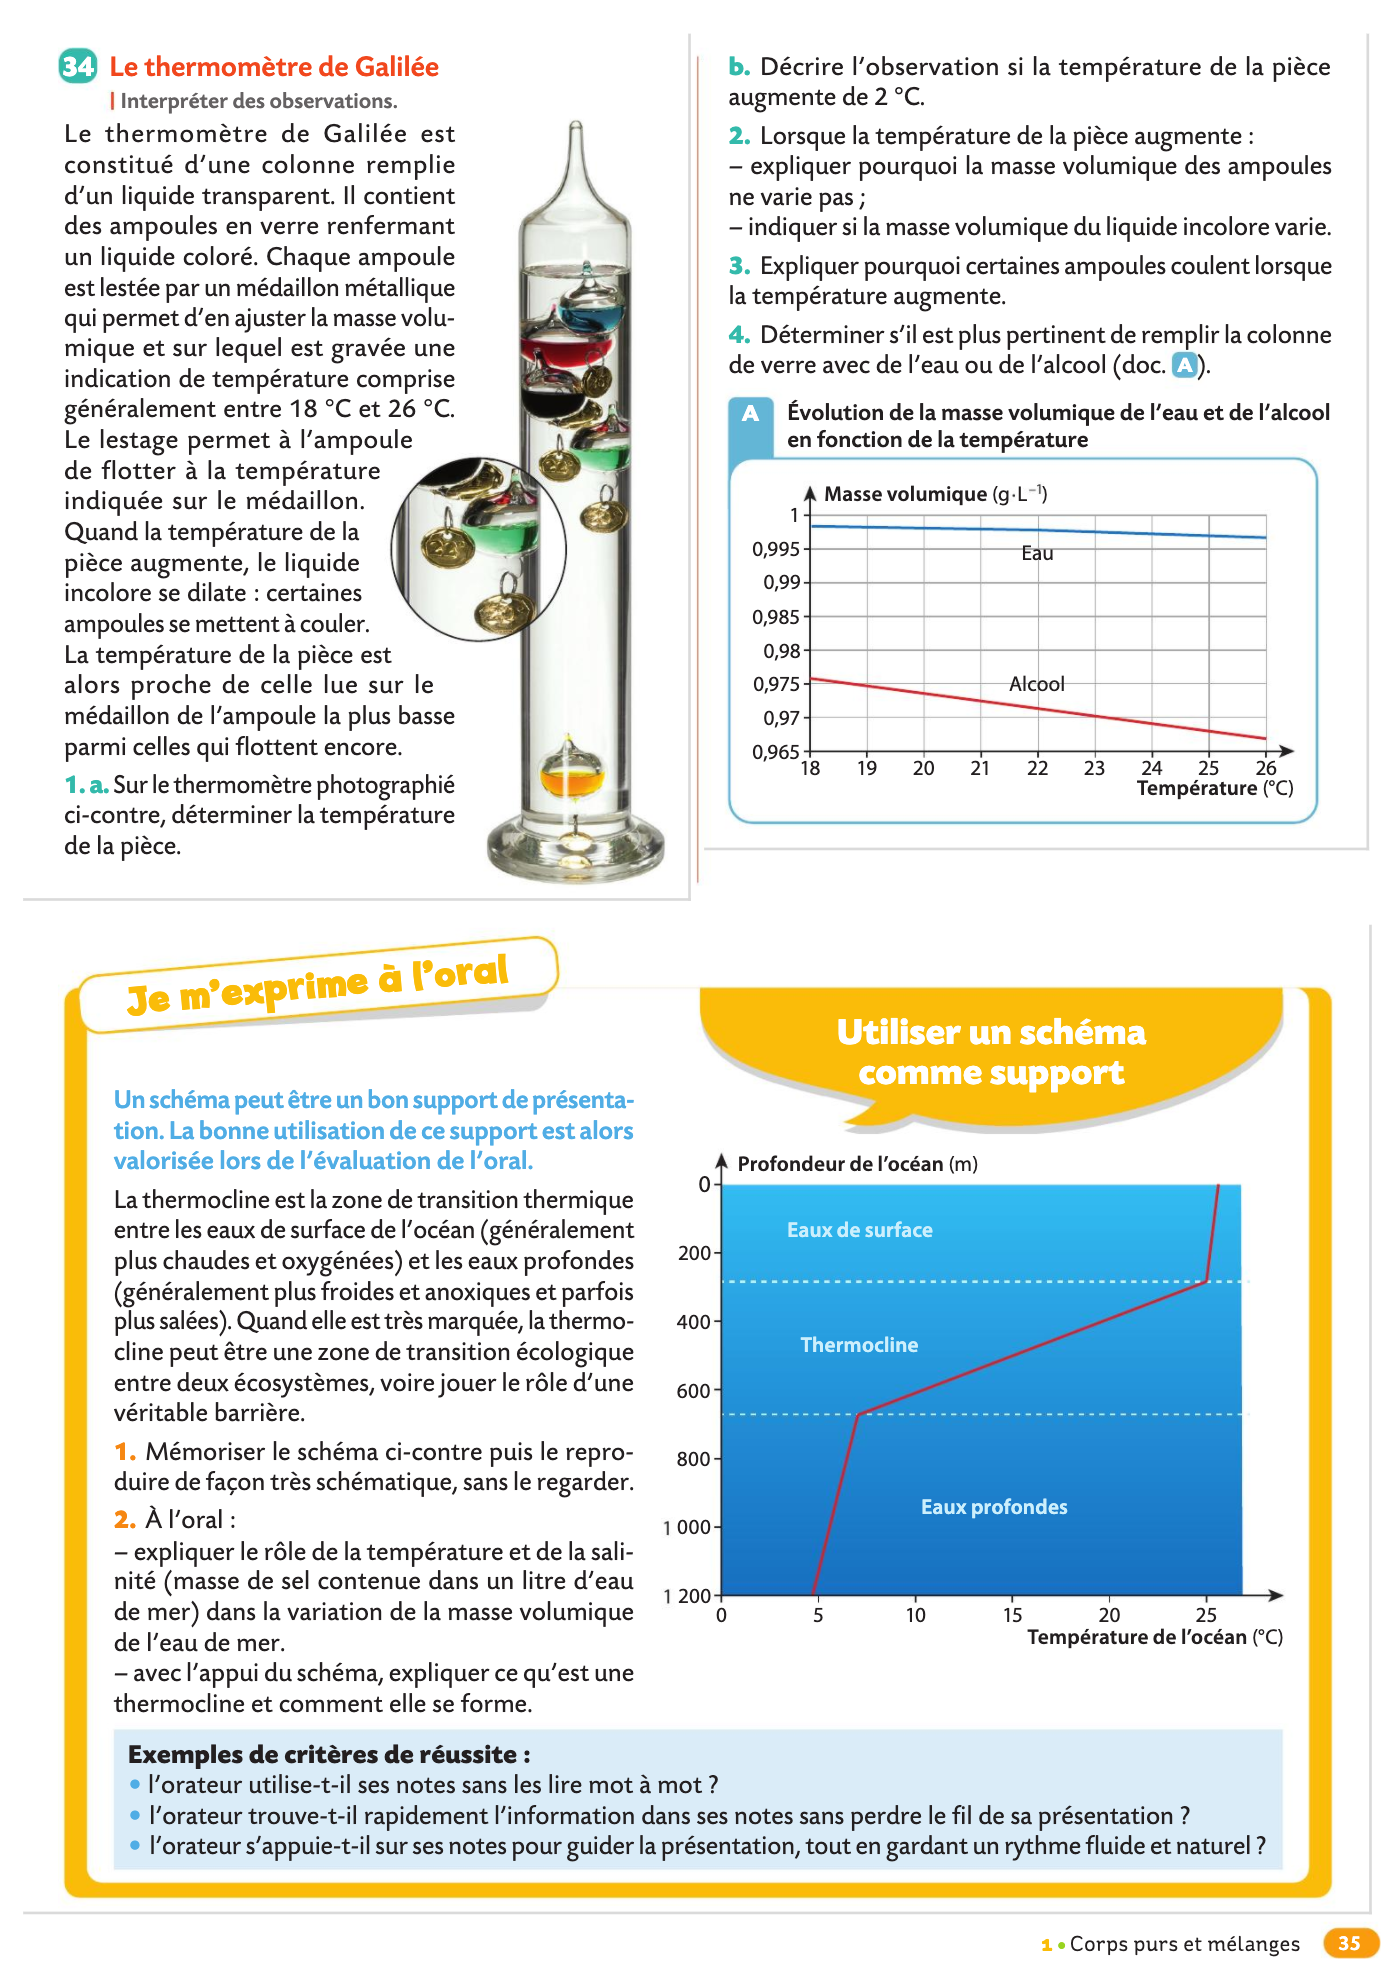 34 Le thermomètre de Galilée
| Interpréter des observations.
Le thermomètre de Galilée est
constitué d'une colonne remplie
d'un liquide transparent. Il contient
des ampoules en verre renfermant
un liquide coloré. Chaque ampoule
est lestée par un médaillon métallique
qui permet d'en ajuster la masse volu-
mique et sur lequel est gravée une
indication de température comprise
généralement entre 18 °C et 26 °C.
Le lestage permet à l'ampoule
de flotter à la température
indiquée sur le médaillon.
Quand la température de la
pièce augmente, le liquide
incolore se dilate : certaines
ampoules se mettent à couler.
La température de la pièce est
alors proche de celle lue sur le
médaillon de l'ampoule la plus basse
parmi celles qui flottent encore.
1. a. Sur le thermomètre photographié
ci-contre, déterminer la température
de la pièce.
22°
22°
b. Décrire l'observation si la température de la pièce
augmente de 2 °C.
2. Lorsque la température de la pièce augmente :
– expliquer pourquoi la masse volumique des ampoules
ne varie pas ;
– indiquer si la masse volumique du liquide incolore varie.
3. Expliquer pourquoi certaines ampoules coulent lorsque
la température augmente.
4. Déterminer s'il est plus pertinent de remplir la colonne
de verre avec de l'eau ou de l'alcool (doc. A).
A Évolution de la masse volumique de l'eau et de l'alcool
en fonction de la température
Masse volumique (g·L⁻¹)
1
0,995
Eau
0,99
0,985
0,98
0,975
Alcool
0,97
0,965
18 19 20 21 22 23 24 25 26
Température (°C)
Je m'exprime à l'oral
Utiliser un schéma
comme support
Un schéma peut être un bon support de présenta-
tion. La bonne utilisation de ce support est alors
valorisée lors de l'évaluation de l'oral.
La thermocline est la zone de transition thermique
entre les eaux de surface de l'océan (généralement
plus chaudes et oxygénées) et les eaux profondes
(généralement plus froides et anoxiques et parfois
plus salées). Quand elle est très marquée, la thermo-
cline peut être une zone de transition écologique
entre deux écosystèmes, voire jouer le rôle d'une
véritable barrière.
1. Mémoriser le schéma ci-contre puis le repro-
duire de façon très schématique, sans le regarder.
2. À l'oral :
– expliquer le rôle de la température et de la sali-
nité (masse de sel contenue dans un litre d'eau
de mer) dans la variation de la masse volumique
de l'eau de mer.
– avec l'appui du schéma, expliquer ce qu'est une
thermocline et comment elle se forme.
Profondeur de l'océan (m)
0
Eaux de surface
200
400
Thermocline
600
800
Eaux profondes
1 000
1 200
0 5 10 15 20 25
Température de l'océan (°C)
Exemples de critères de réussite :
• l'orateur utilise-t-il ses notes sans les lire mot à mot ?
• l'orateur trouve-t-il rapidement l'information dans ses notes sans perdre le fil de sa présentation ?
• l'orateur s'appuie-t-il sur ses notes pour guider la présentation, tout en gardant un rythme fluide et naturel ?
1 • Corps purs et mélanges 35